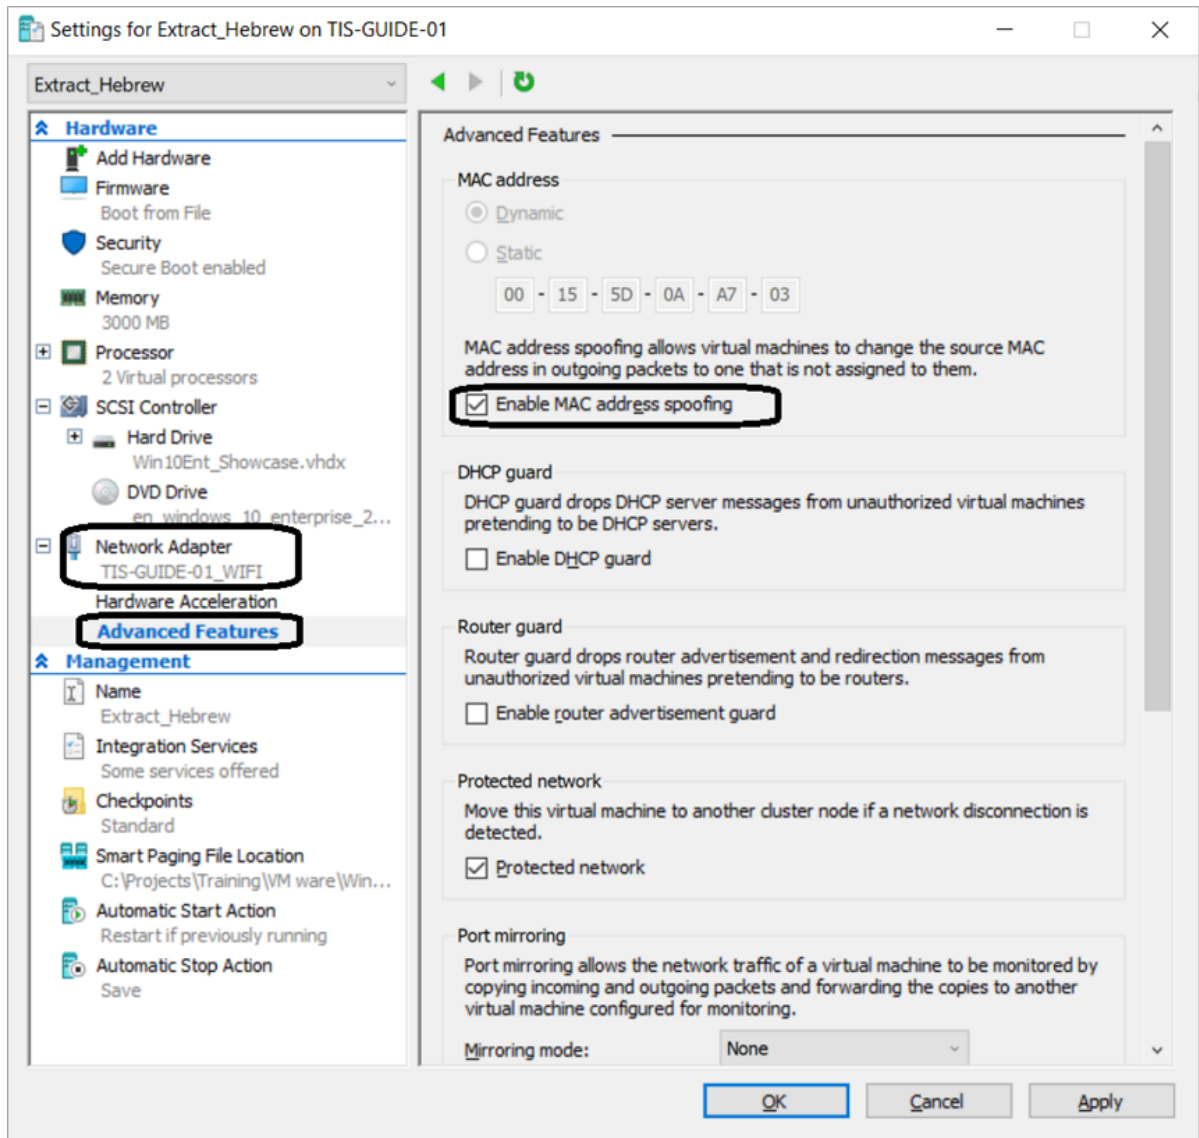 Settings for Extract_Hebrew on TIS-GUIDE-01
Extract_Hebrew
Hardware
Add Hardware
Firmware
Boot from File
Security
Secure Boot enabled
Memory
3000 MB
Processor
2 Virtual processors
SCSI Controller
Hard Drive
Win10Ent_Showcase.vhdx
DVD Drive
en_windows_10_enterprise_2...
Network Adapter
TIS-GUIDE-01_WIFI
Hardware Acceleration
Advanced Features
Management
Name
Extract_Hebrew
Integration Services
Some services offered
Checkpoints
Standard
Smart Paging File Location
C:\Projects\Training\VM ware\Win...
Automatic Start Action
Restart if previously running
Automatic Stop Action
Save
Advanced Features
MAC address
Dynamic
Static
00 - 15 - 5D - 0A - A7 - 03
MAC address spoofing allows virtual machines to change the source MAC
address in outgoing packets to one that is not assigned to them.
Enable MAC address spoofing
DHCP guard
DHCP guard drops DHCP server messages from unauthorized virtual machines
pretending to be DHCP servers.
Enable DHCP guard
Router guard
Router guard drops router advertisement and redirection messages from
unauthorized virtual machines pretending to be routers.
Enable router advertisement guard
Protected network
Move this virtual machine to another cluster node if a network disconnection is
detected.
Protected network
Port mirroring
Port mirroring allows the network traffic of a virtual machine to be monitored by
copying incoming and outgoing packets and forwarding the copies to another
virtual machine configured for monitoring.
Mirroring mode: None
OK Cancel Apply